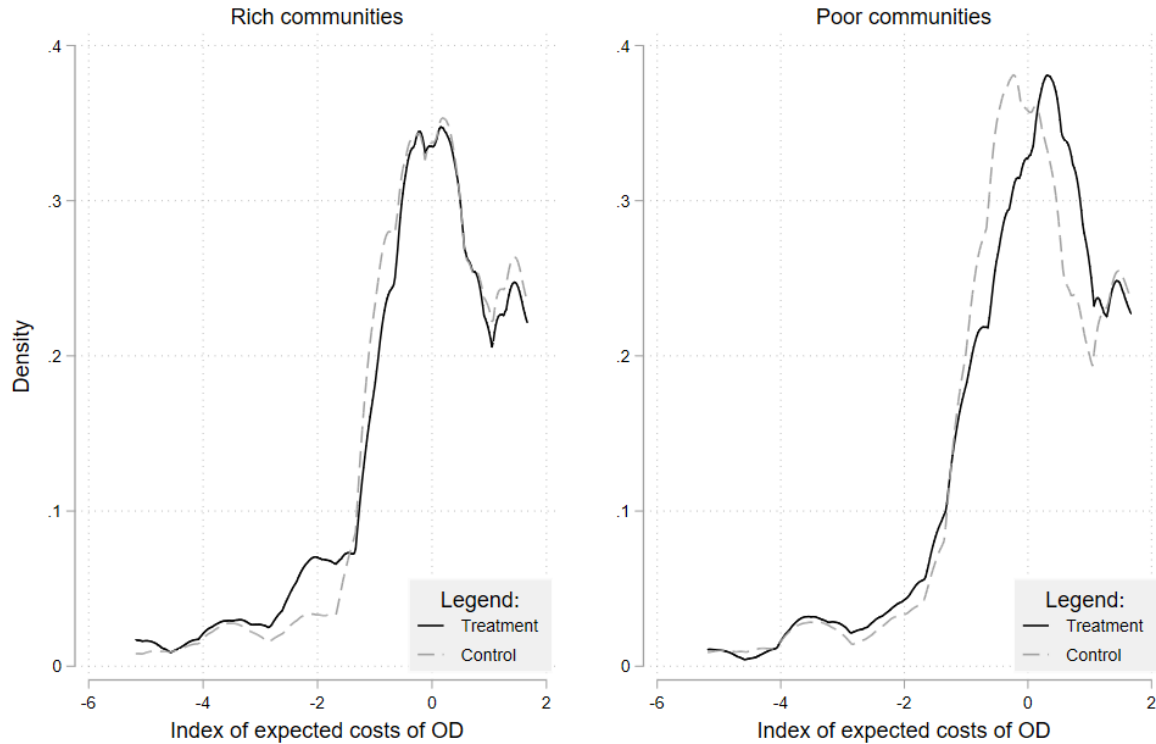 Rich communities
Poor communities
Density
.4
.3
.2
.1
0
-6
-4
-2
0
2
Index of expected costs of OD
Legend:
Treatment
Control
.4
.3
.2
.1
0
-6
-4
-2
0
2
Index of expected costs of OD
Legend:
Treatment
Control